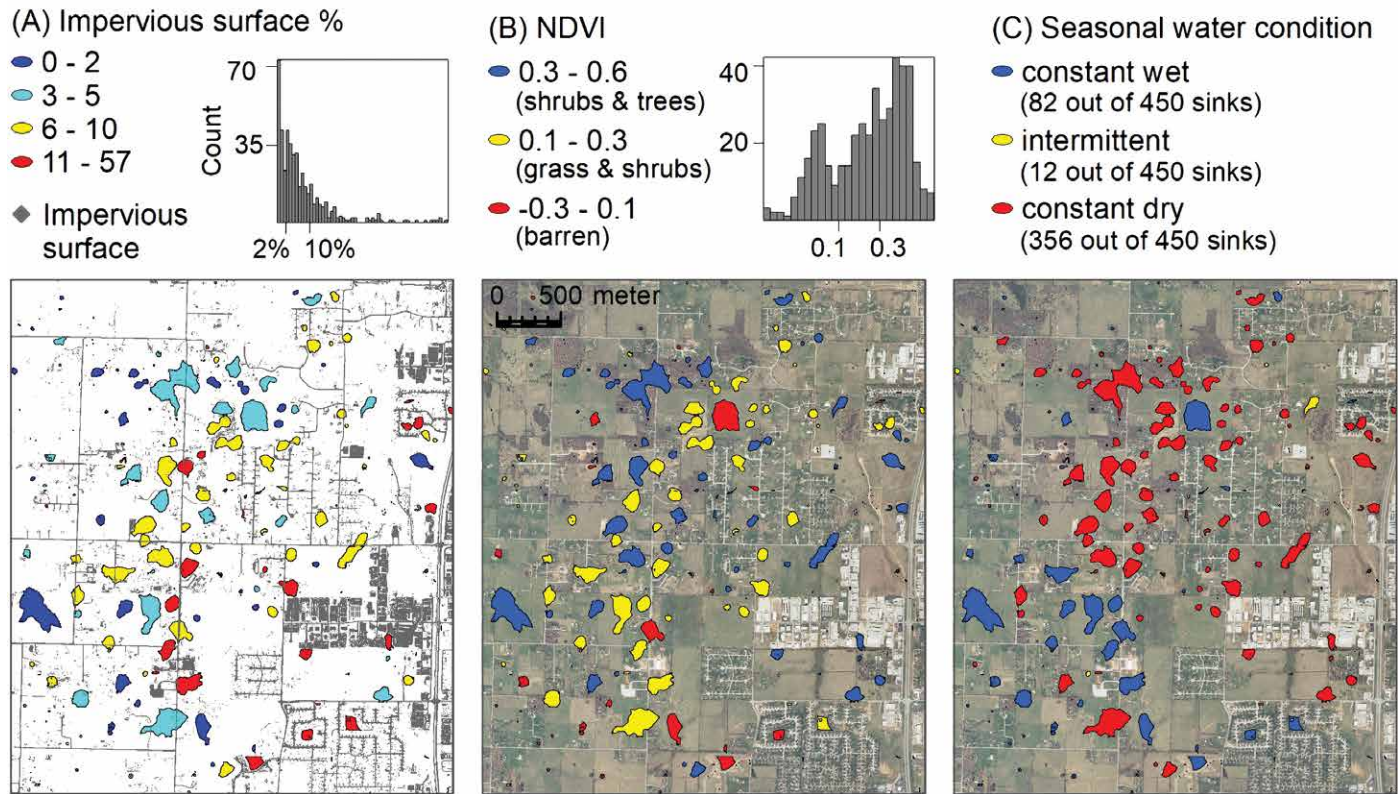 (A) Impervious surface %
0 - 2
3 - 5
6 - 10
11 - 57
Impervious
surface
70
35
Count
2% 10%
(B) NDVI
0.3 - 0.6
(shrubs & trees)
0.1 - 0.3
(grass & shrubs)
-0.3 - 0.1
(barren)
40
20
0.1 0.3
(C) Seasonal water condition
constant wet
(82 out of 450 sinks)
intermittent
(12 out of 450 sinks)
constant dry
(356 out of 450 sinks)
0 500 meter